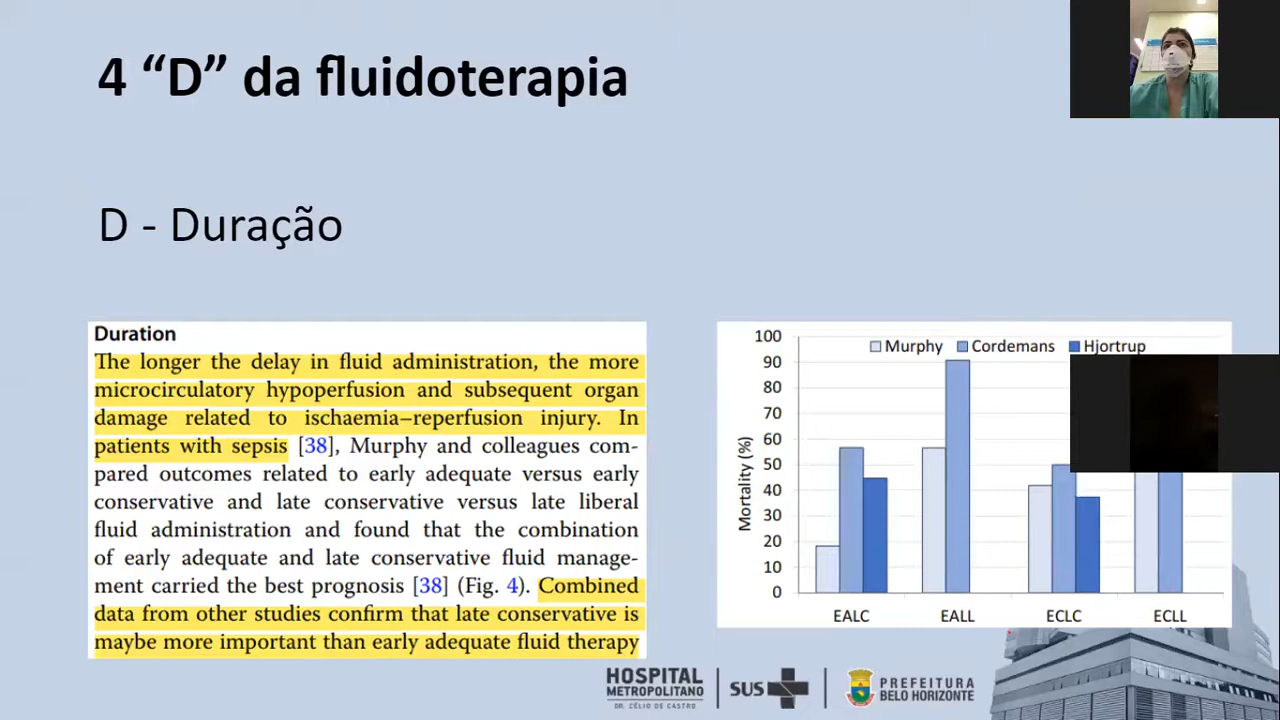 4 “D” da fluidoterapia
D - Duração
Duration
The longer the delay in fluid administration, the more
microcirculatory hypoperfusion and subsequent organ
damage related to ischaemia–reperfusion injury. In
patients with sepsis [38], Murphy and colleagues com-
pared outcomes related to early adequate versus early
conservative and late conservative versus late liberal
fluid administration and found that the combination
of early adequate and late conservative fluid manage-
ment carried the best prognosis [38] (Fig. 4). Combined
data from other studies confirm that late conservative is
maybe more important than early adequate fluid therapy
Murphy Cordemans Hjortrup
Mortality (%)
100
90
80
70
60
50
40
30
20
10
0
EALC EALL ECLC ECLL
HOSPITAL
METROPOLITANO
DR. CÉLIO DE CASTRO
SUS
PREFEITURA
BELO HORIZONTE